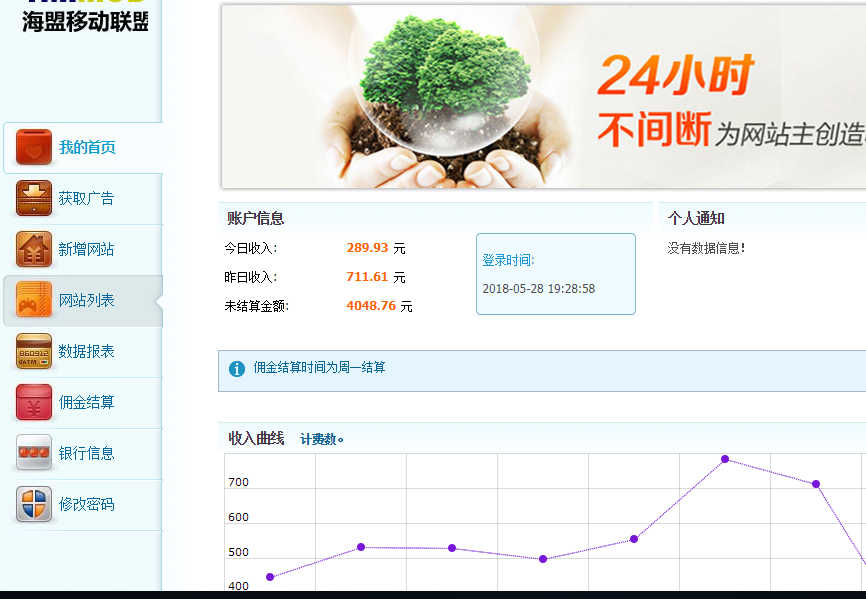 海盟移动联盟
24小时
不间断为网站主创造
我的首页
获取广告
新增网站
网站列表
数据报表
佣金结算
银行信息
修改密码
账户信息
今日收入: 289.93 元
昨日收入: 711.61 元
未结算金额: 4048.76 元
登录时间:
2018-05-28 19:28:58
个人通知
没有数据信息!
佣金结算时间为周一结算
收入曲线 计费数。
700
600
500
400